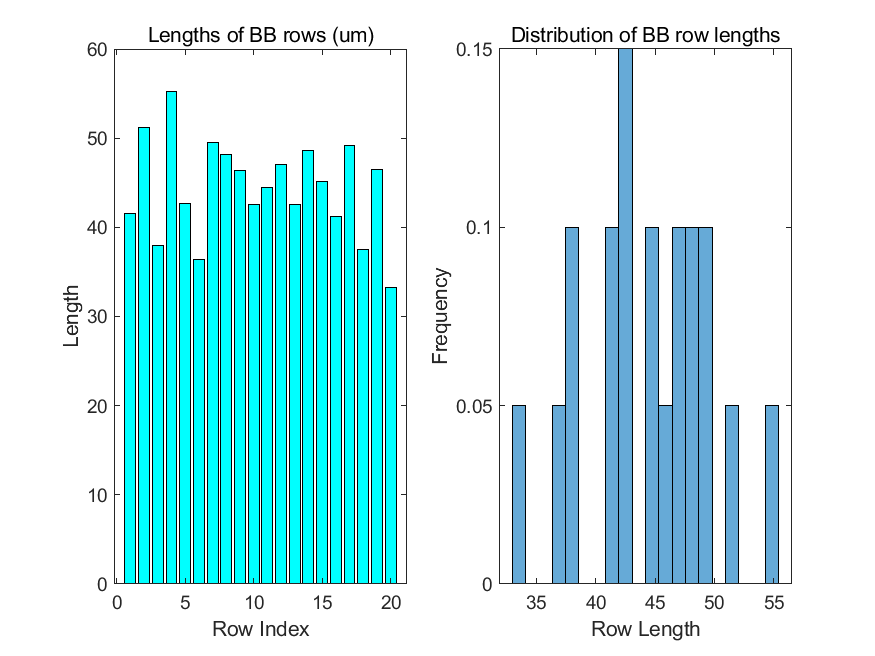 Lengths of BB rows (um)
60
50
40
30
20
10
0
Length
0 5 10 15 20
Row Index
Distribution of BB row lengths
0.15
0.1
0.05
0
Frequency
35 40 45 50 55
Row Length